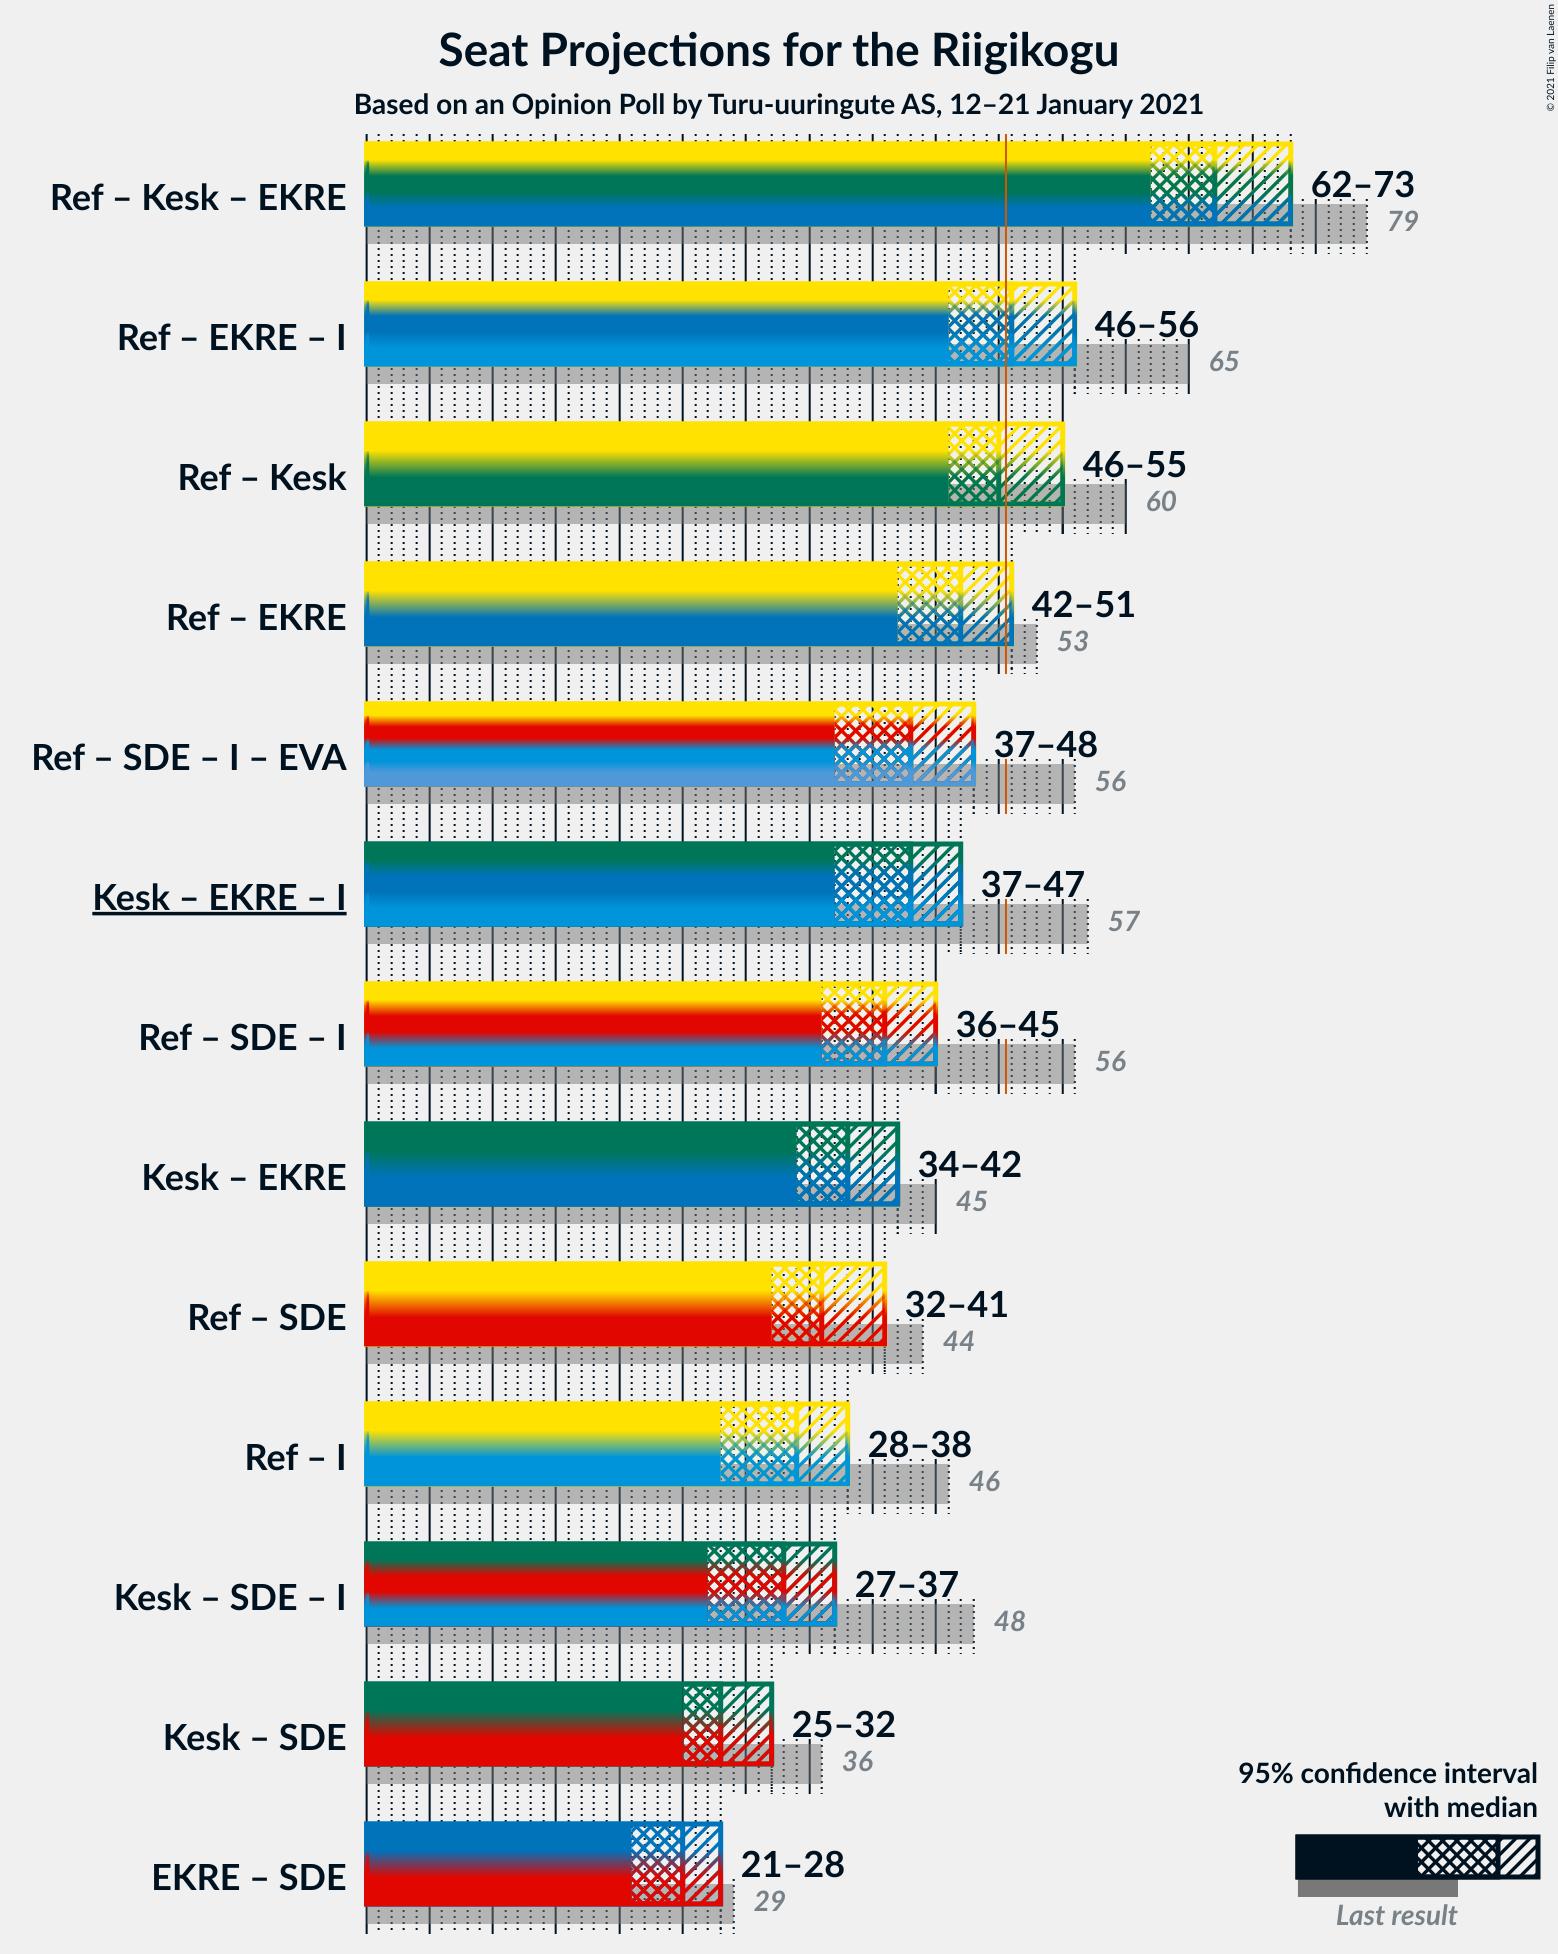 Seat Projections for the Riigikogu
Based on an Opinion Poll by Turu-uuringute AS, 12–21 January 2021
© 2021 Filip van Laenen
Ref – Kesk – EKRE
62–73
79
Ref – EKRE – I
46–56
65
Ref – Kesk
46–55
60
Ref – EKRE
42–51
53
Ref – SDE – I – EVA
37–48
56
Kesk – EKRE – I
37–47
57
Ref – SDE – I
36–45
56
Kesk – EKRE
34–42
45
Ref – SDE
32–41
44
Ref – I
28–38
46
Kesk – SDE – I
27–37
48
Kesk – SDE
25–32
36
EKRE – SDE
21–28
29
95% confidence interval
with median
Last result